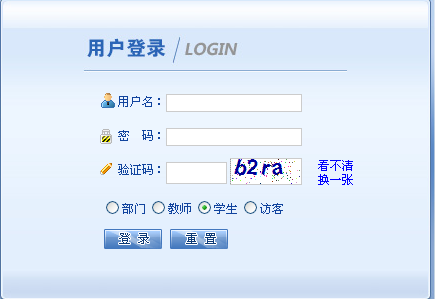 用户登录 LOGIN
用户名：
密 码：
验证码： b2ra 看不清
换一张
部门 教师 学生 访客
登 录 重 置